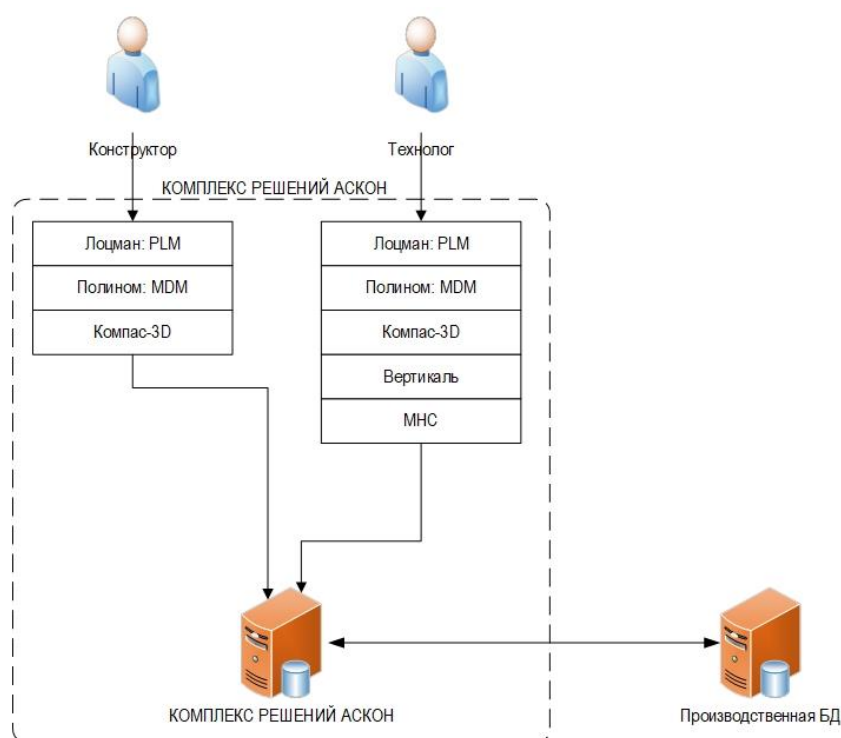 Конструктор
Технолог
КОМПЛЕКС РЕШЕНИЙ АСКОН
Лоцман: PLM
Полином: MDM
Компас-3D
Лоцман: PLM
Полином: MDM
Компас-3D
Вертикаль
МНС
КОМПЛЕКС РЕШЕНИЙ АСКОН
Производственная БД